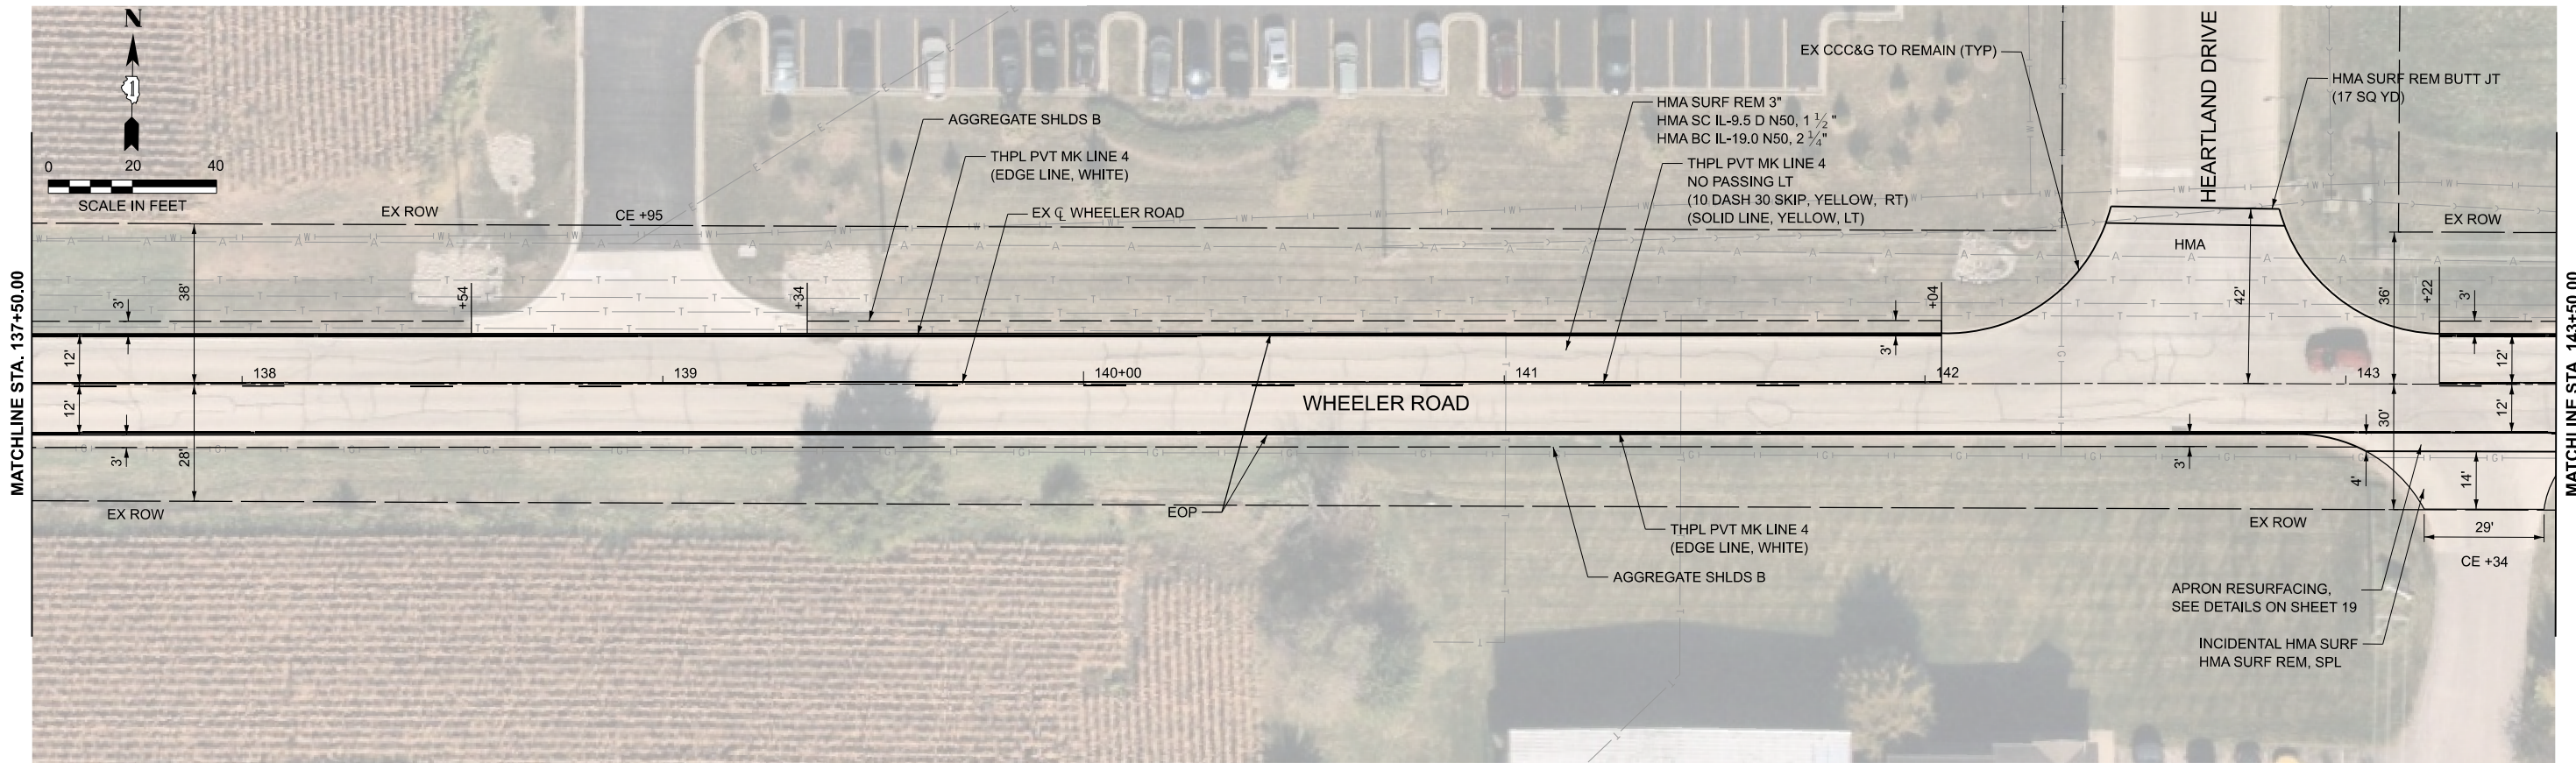 N
1
0 20 40
SCALE IN FEET
MATCHLINE STA. 137+50.00
MATCHLINE STA. 143+50.00
EX ROW
CE +95
AGGREGATE SHLDS B
THPL PVT MK LINE 4
(EDGE LINE, WHITE)
EX ℄ WHEELER ROAD
HMA SURF REM 3"
HMA SC IL-9.5 D N50, 1 1/2"
HMA BC IL-19.0 N50, 2 1/4"
THPL PVT MK LINE 4
NO PASSING LT
(10 DASH 30 SKIP, YELLOW, RT)
(SOLID LINE, YELLOW, LT)
EX CCC&G TO REMAIN (TYP)
HEARTLAND DRIVE
HMA SURF REM BUTT JT
(17 SQ YD)
EX ROW
HMA
38'
3'
+54
+34
3'
+04
42'
36'
+22
3'
12'
12'
138
139
140+00
141
142
143
WHEELER ROAD
12'
12'
3'
28'
3'
30'
4'
14'
29'
CE +34
EX ROW
EOP
THPL PVT MK LINE 4
(EDGE LINE, WHITE)
AGGREGATE SHLDS B
EX ROW
APRON RESURFACING,
SEE DETAILS ON SHEET 19
INCIDENTAL HMA SURF
HMA SURF REM, SPL